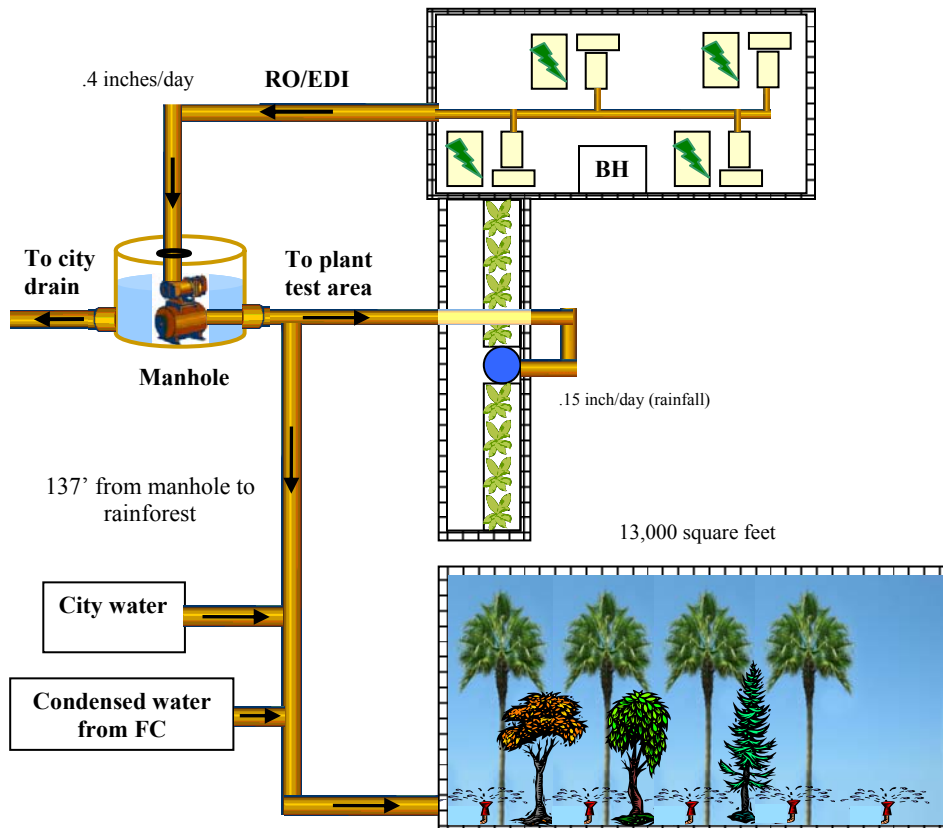 .4 inches/day
RO/EDI
BH
To city
drain
To plant
test area
Manhole
.15 inch/day (rainfall)
137’ from manhole to
rainforest
13,000 square feet
City water
Condensed water
from FC